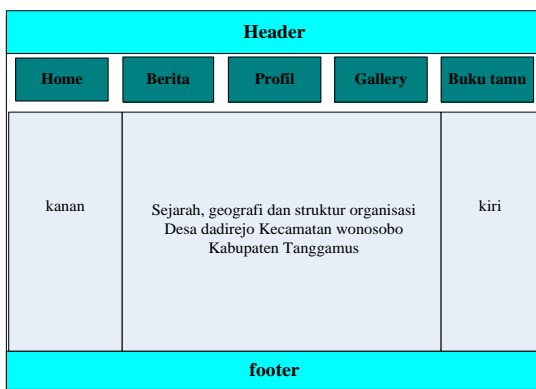 Header
Home Berita Profil Gallery Buku tamu
kanan
Sejarah, geografi dan struktur organisasi
Desa dadirejo Kecamatan wonosobo
Kabupaten Tanggamus
kiri
footer